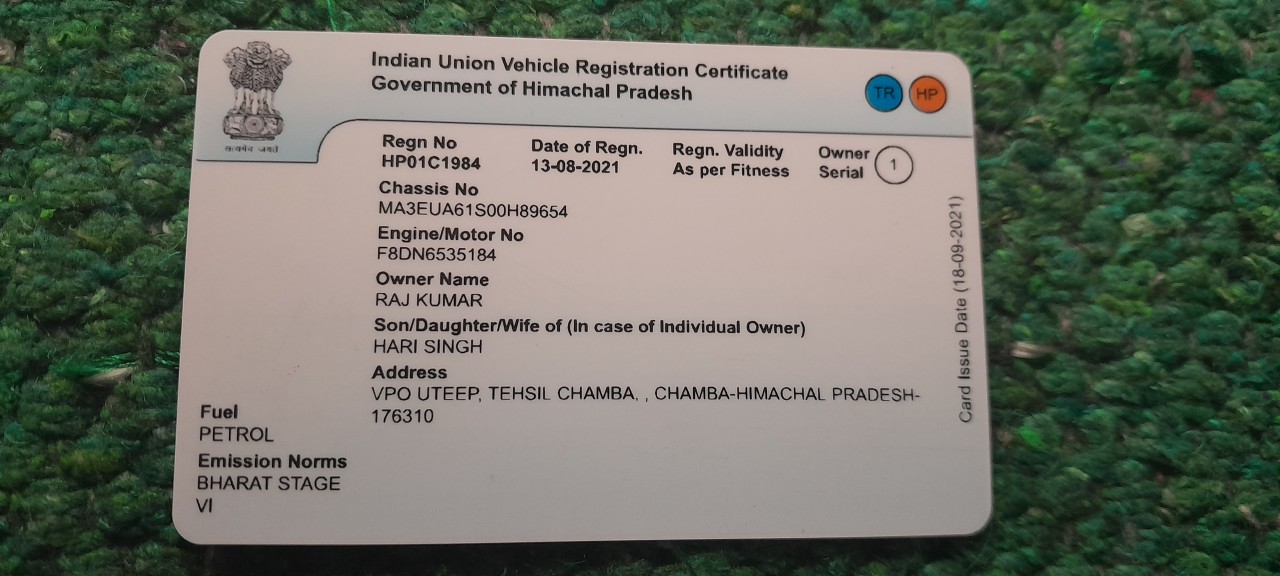 Indian Union Vehicle Registration Certificate
Government of Himachal Pradesh
TR HP
सत्यमेव जयते
Regn No Date of Regn. Regn. Validity Owner
HP01C1984 13-08-2021 As per Fitness Serial 1
Chassis No
MA3EUA61S00H89654
Engine/Motor No
F8DN6535184
Owner Name
RAJ KUMAR
Son/Daughter/Wife of (In case of Individual Owner)
HARI SINGH
Address
VPO UTEEP, TEHSIL CHAMBA, , CHAMBA-HIMACHAL PRADESH-
176310
Fuel
PETROL
Emission Norms
BHARAT STAGE
VI
Card Issue Date (18-09-2021)